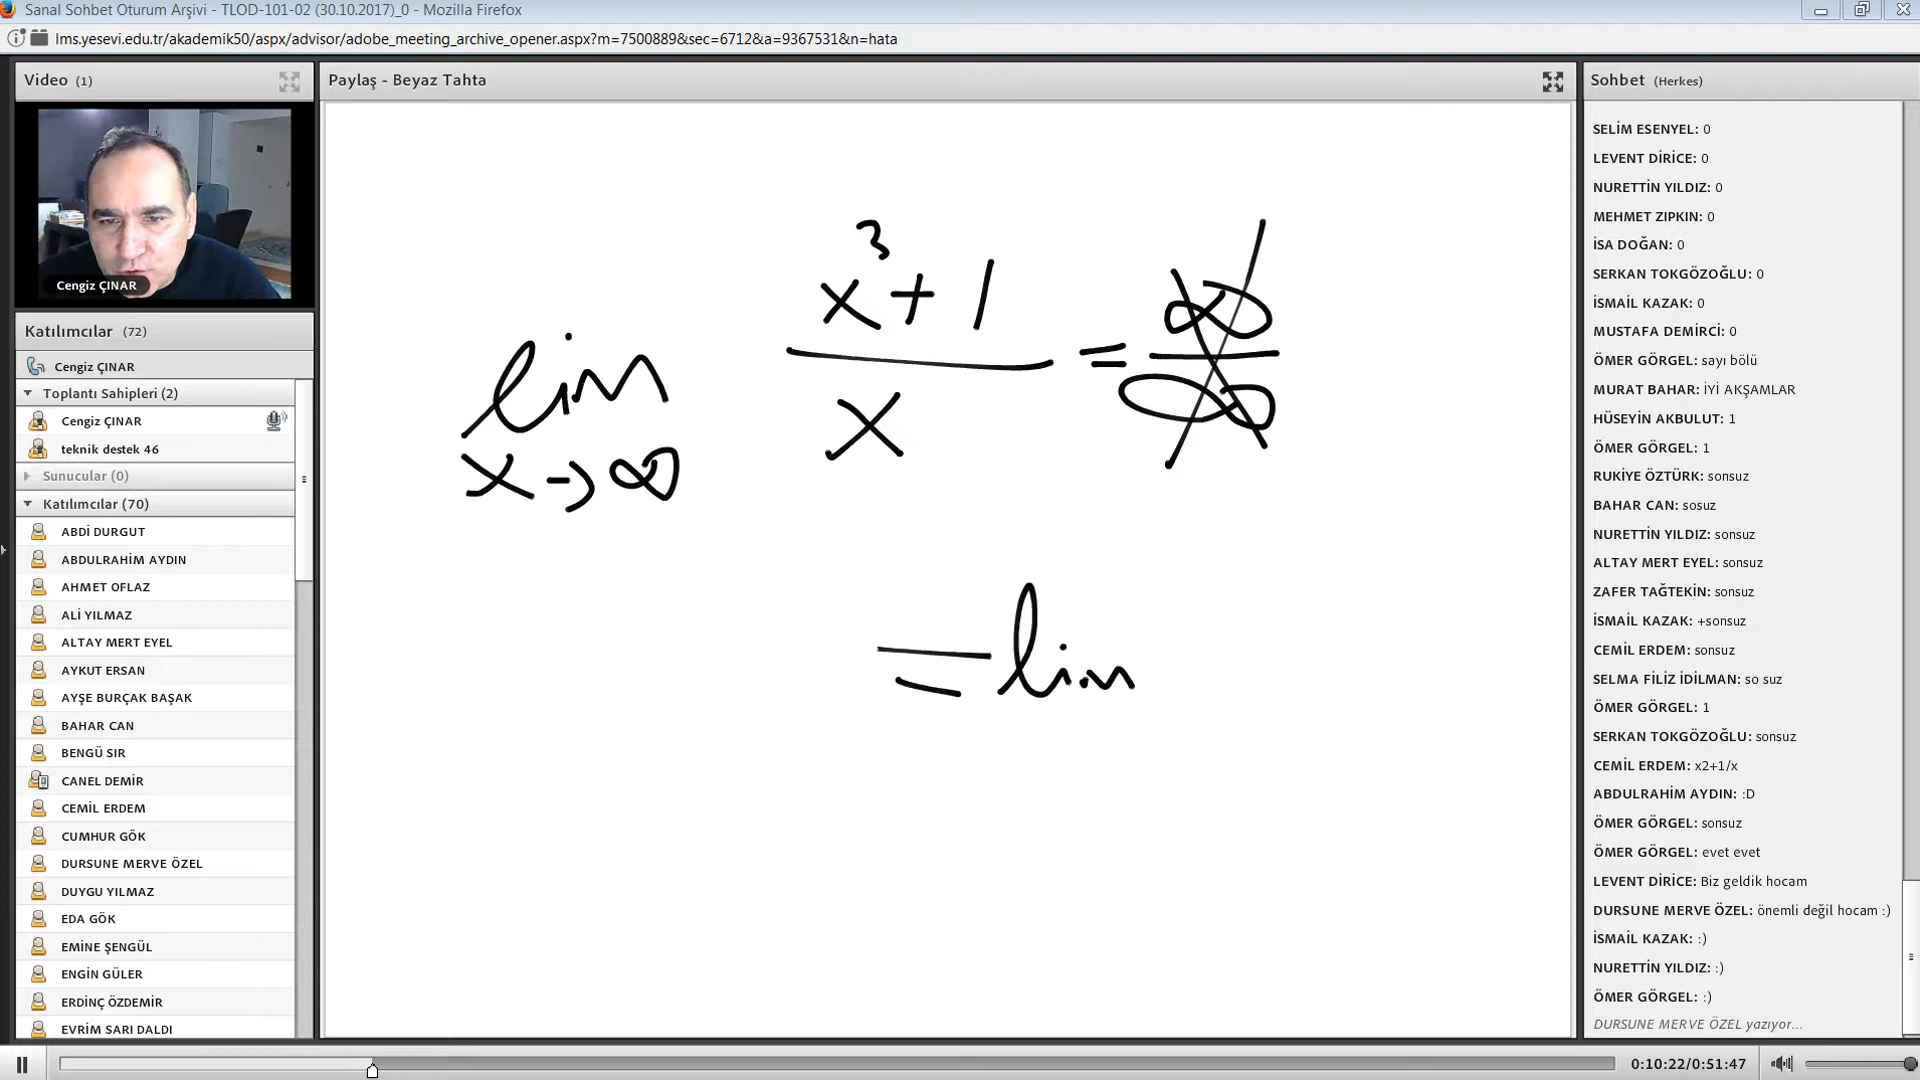 Sanal Sohbet Oturum Arşivi - TLOD-101-02 (30.10.2017)_0 - Mozilla Firefox
lms.yesevi.edu.tr/akademik50/aspx/advisor/adobe_meeting_archive_opener.aspx?m=7500889&sec=6712&a=9367531&n=hata
Video (1)
Cengiz ÇINAR
Katılımcılar (72)
Cengiz ÇINAR
Toplantı Sahipleri (2)
Cengiz ÇINAR
teknik destek 46
Sunucular (0)
Katılımcılar (70)
ABDİ DURGUT
ABDULRAHİM AYDIN
AHMET OFLAZ
ALİ YILMAZ
ALTAY MERT EYEL
AYKUT ERSAN
AYŞE BURÇAK BAŞAK
BAHAR CAN
BENGÜ SIR
CANEL DEMİR
CEMİL ERDEM
CUMHUR GÖK
DURSUNE MERVE ÖZEL
DUYGU YILMAZ
EDA GÖK
EMİNE ŞENGÜL
ENGİN GÜLER
ERDİNÇ ÖZDEMİR
EVRİM SARI DALDI
Paylaş - Beyaz Tahta
x³ + 1 = ∞
lim
x ∞
x → ∞
= lim
Sohbet (Herkes)
SELİM ESENYEL: 0
LEVENT DİRİCE: 0
NURETTİN YILDIZ: 0
MEHMET ZIPKIN: 0
İSA DOĞAN: 0
SERKAN TOKGÖZOĞLU: 0
İSMAİL KAZAK: 0
MUSTAFA DEMİRCİ: 0
ÖMER GÖRGEL: sayı bölü
MURAT BAHAR: İYİ AKŞAMLAR
HÜSEYİN AKBULUT: 1
ÖMER GÖRGEL: 1
RUKİYE ÖZTÜRK: sonsuz
BAHAR CAN: sosuz
NURETTİN YILDIZ: sonsuz
ALTAY MERT EYEL: sonsuz
ZAFER TAĞTEKİN: sonsuz
İSMAİL KAZAK: +sonsuz
CEMİL ERDEM: sonsuz
SELMA FİLİZ İDİLMAN: so suz
ÖMER GÖRGEL: 1
SERKAN TOKGÖZOĞLU: sonsuz
CEMİL ERDEM: x2+1/x
ABDULRAHİM AYDIN: :D
ÖMER GÖRGEL: sonsuz
ÖMER GÖRGEL: evet evet
LEVENT DİRİCE: Biz geldik hocam
DURSUNE MERVE ÖZEL: önemli değil hocam :)
İSMAİL KAZAK: :)
NURETTİN YILDIZ: :)
ÖMER GÖRGEL: :)
DURSUNE MERVE ÖZEL yazıyor...
0:10:22/0:51:47